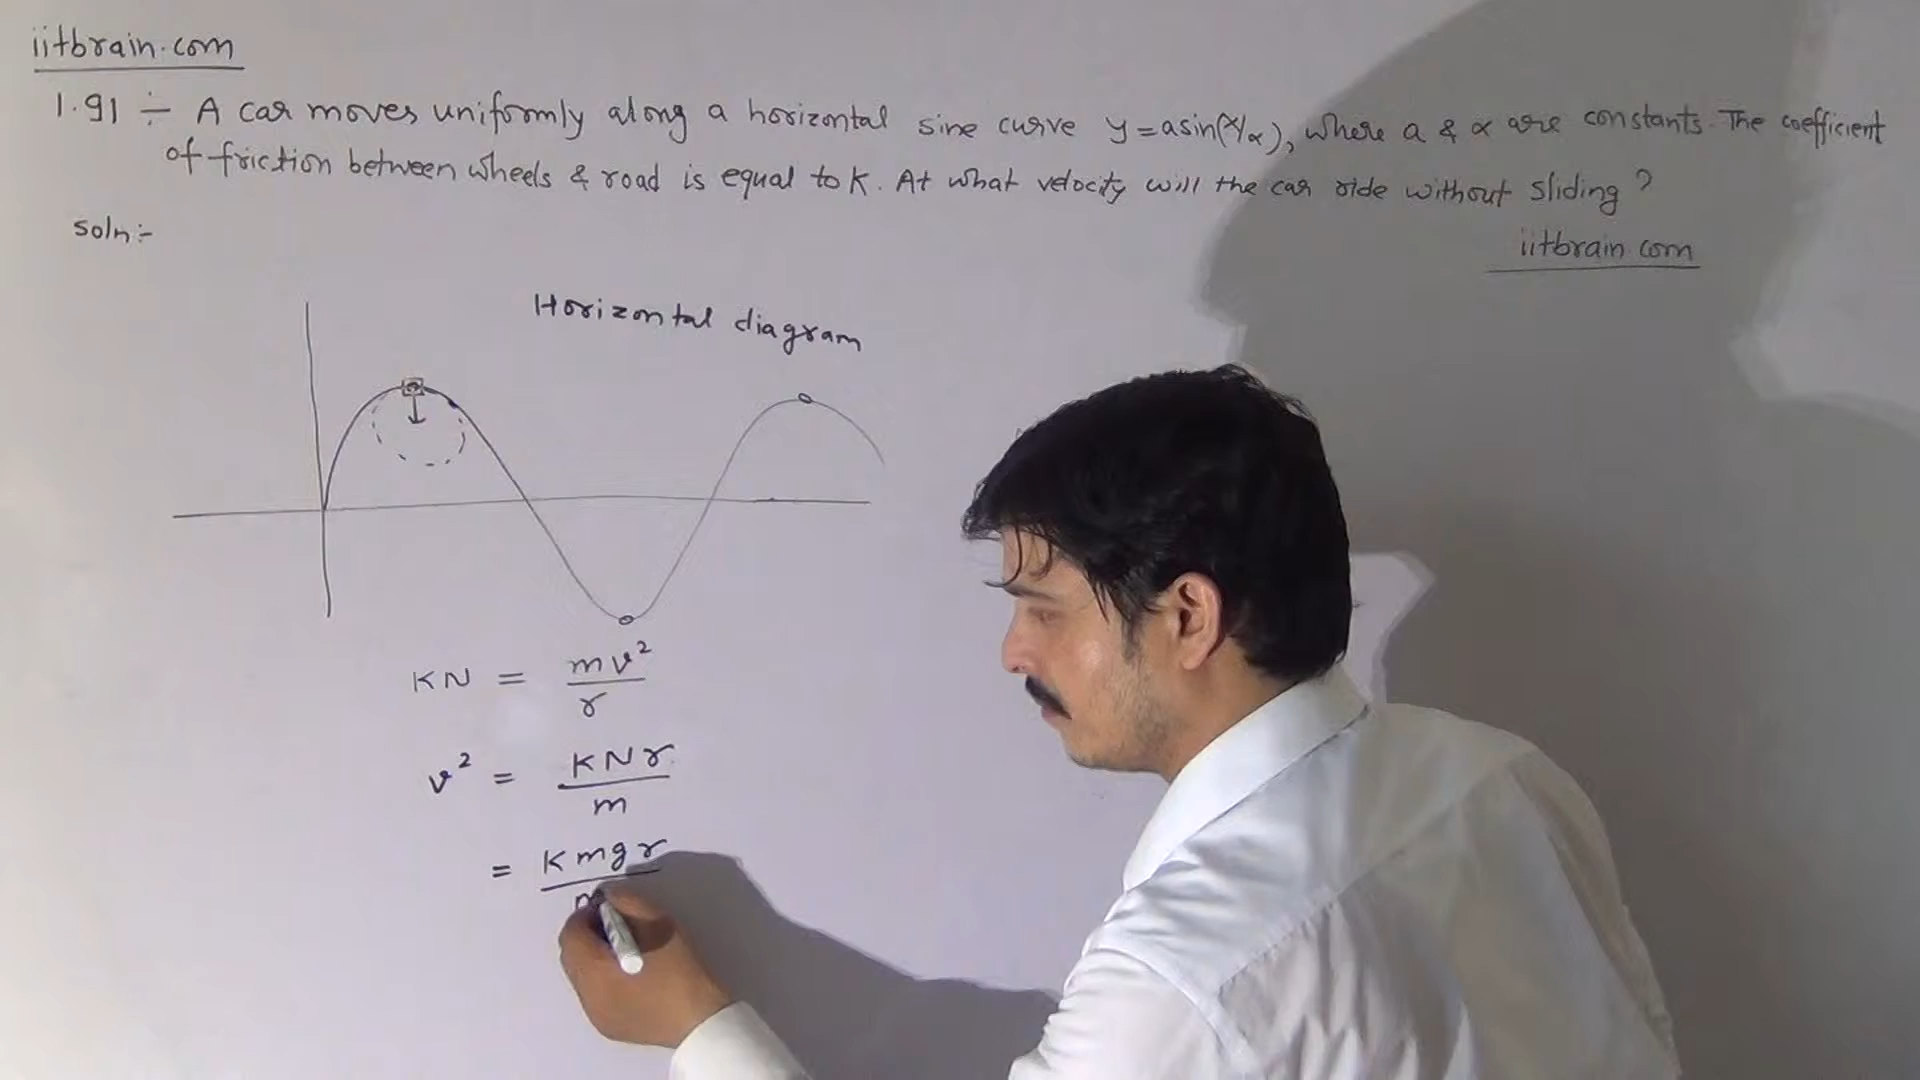 iitbrain.com
1.91 ÷ A car moves uniformly along a horizontal sine curve y = a sin(x/α), where a & α are constants. The coefficient
of friction between wheels & road is equal to K. At what velocity will the car ride without sliding?
Soln:-
iitbrain.com
Horizontal diagram
KN = mv²/r
v² = KNr/m
= Kmgr/m